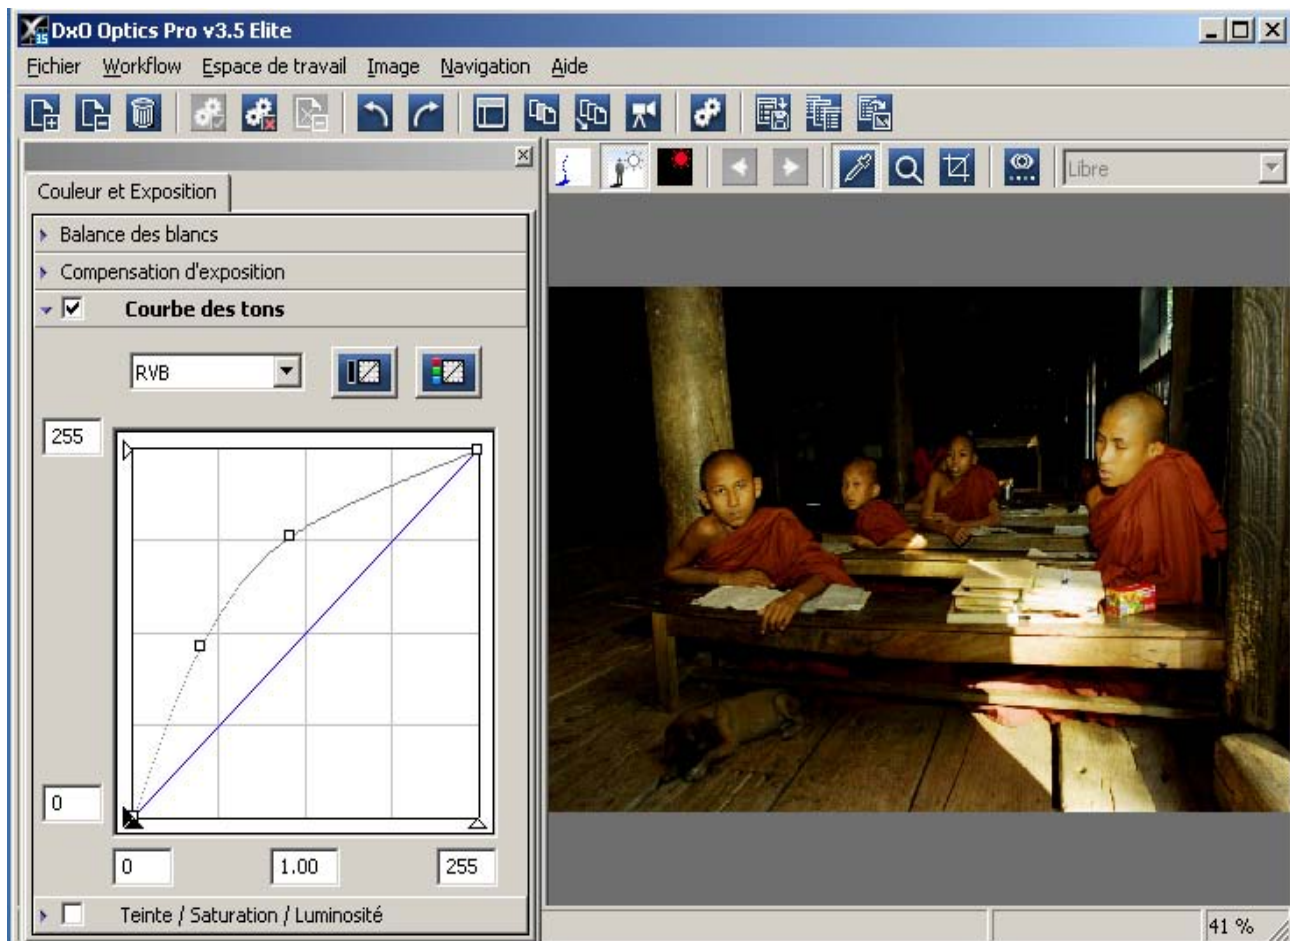 DxO Optics Pro v3.5 Elite
Fichier Workflow Espace de travail Image Navigation Aide
Couleur et Exposition
Libre
Balance des blancs
Compensation d'exposition
Courbe des tons
RVB
255
0
0 1.00 255
Teinte / Saturation / Luminosité
41 %